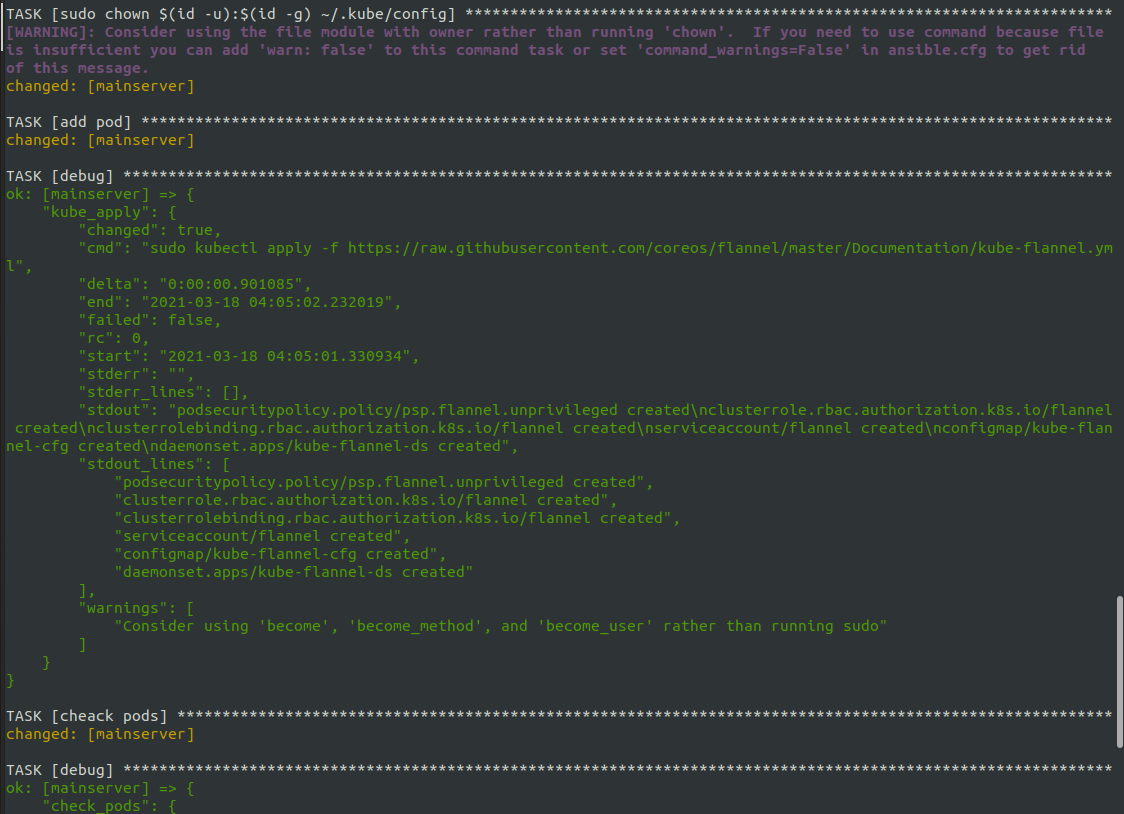 TASK [sudo chown $(id -u):$(id -g) ~/.kube/config] ************************************************************************
[WARNING]: Consider using the file module with owner rather than running 'chown'.  If you need to use command because file
is insufficient you can add 'warn: false' to this command task or set 'command_warnings=False' in ansible.cfg to get rid
of this message.
changed: [mainserver]
TASK [add pod] ************************************************************************************************************
changed: [mainserver]
TASK [debug] **************************************************************************************************************
ok: [mainserver] => {
    "kube_apply": {
        "changed": true,
        "cmd": "sudo kubectl apply -f https://raw.githubusercontent.com/coreos/flannel/master/Documentation/kube-flannel.ym
l",
        "delta": "0:00:00.901085",
        "end": "2021-03-18 04:05:02.232019",
        "failed": false,
        "rc": 0,
        "start": "2021-03-18 04:05:01.330934",
        "stderr": "",
        "stderr_lines": [],
        "stdout": "podsecuritypolicy.policy/psp.flannel.unprivileged created\nclusterrole.rbac.authorization.k8s.io/flannel
 created\nclusterrolebinding.rbac.authorization.k8s.io/flannel created\nserviceaccount/flannel created\nconfigmap/kube-flan
nel-cfg created\ndaemonset.apps/kube-flannel-ds created",
        "stdout_lines": [
            "podsecuritypolicy.policy/psp.flannel.unprivileged created",
            "clusterrole.rbac.authorization.k8s.io/flannel created",
            "clusterrolebinding.rbac.authorization.k8s.io/flannel created",
            "serviceaccount/flannel created",
            "configmap/kube-flannel-cfg created",
            "daemonset.apps/kube-flannel-ds created"
        ],
        "warnings": [
            "Consider using 'become', 'become_method', and 'become_user' rather than running sudo"
        ]
    }
}
TASK [cheack pods] ********************************************************************************************************
changed: [mainserver]
TASK [debug] **************************************************************************************************************
ok: [mainserver] => {
    "check_pods": {